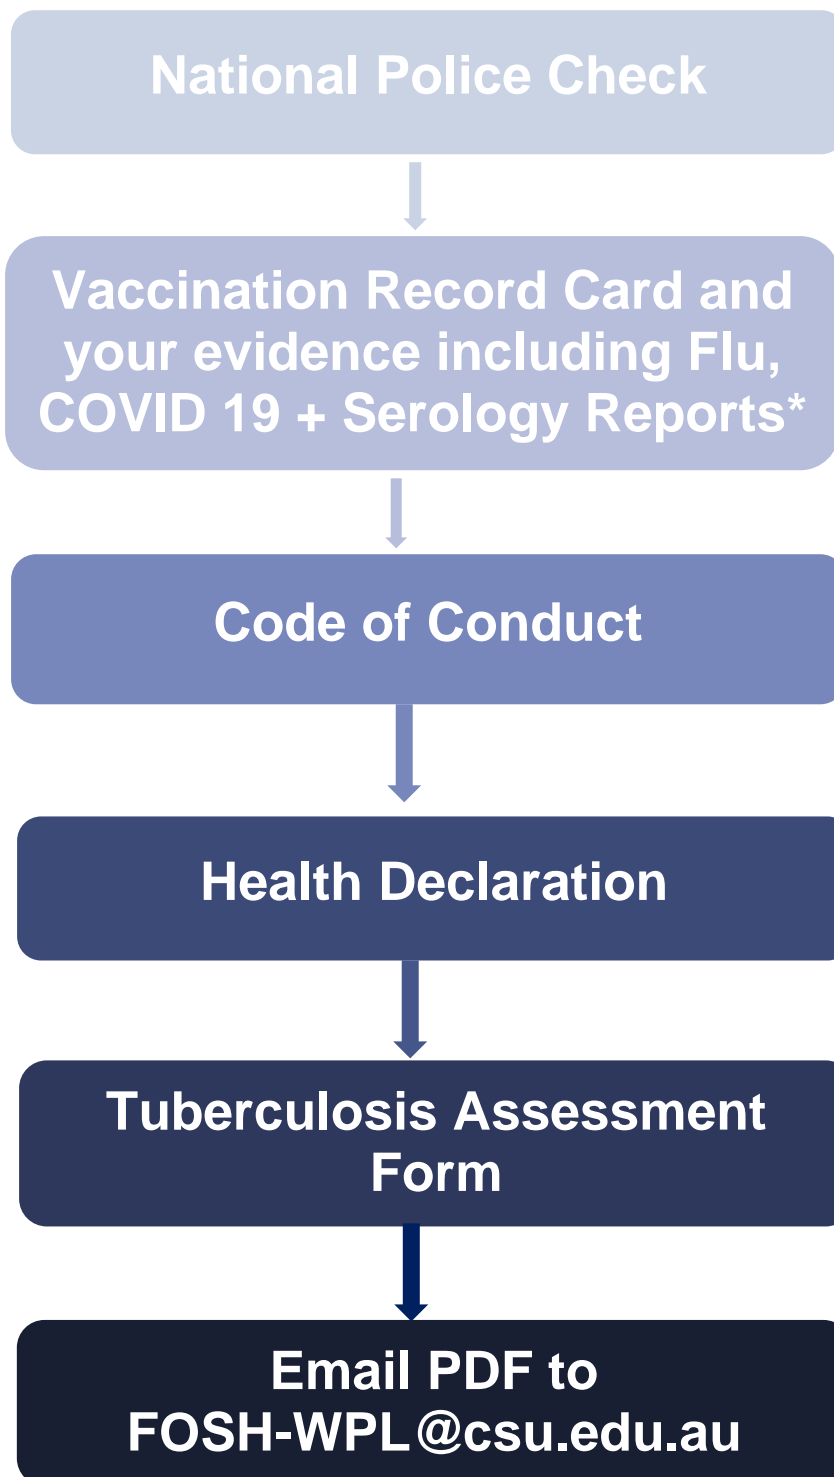 National Police Check
Vaccination Record Card and
your evidence including Flu,
COVID 19 + Serology Reports*
Code of Conduct
Health Declaration
Tuberculosis Assessment
Form
Email PDF to
FOSH-WPL@csu.edu.au